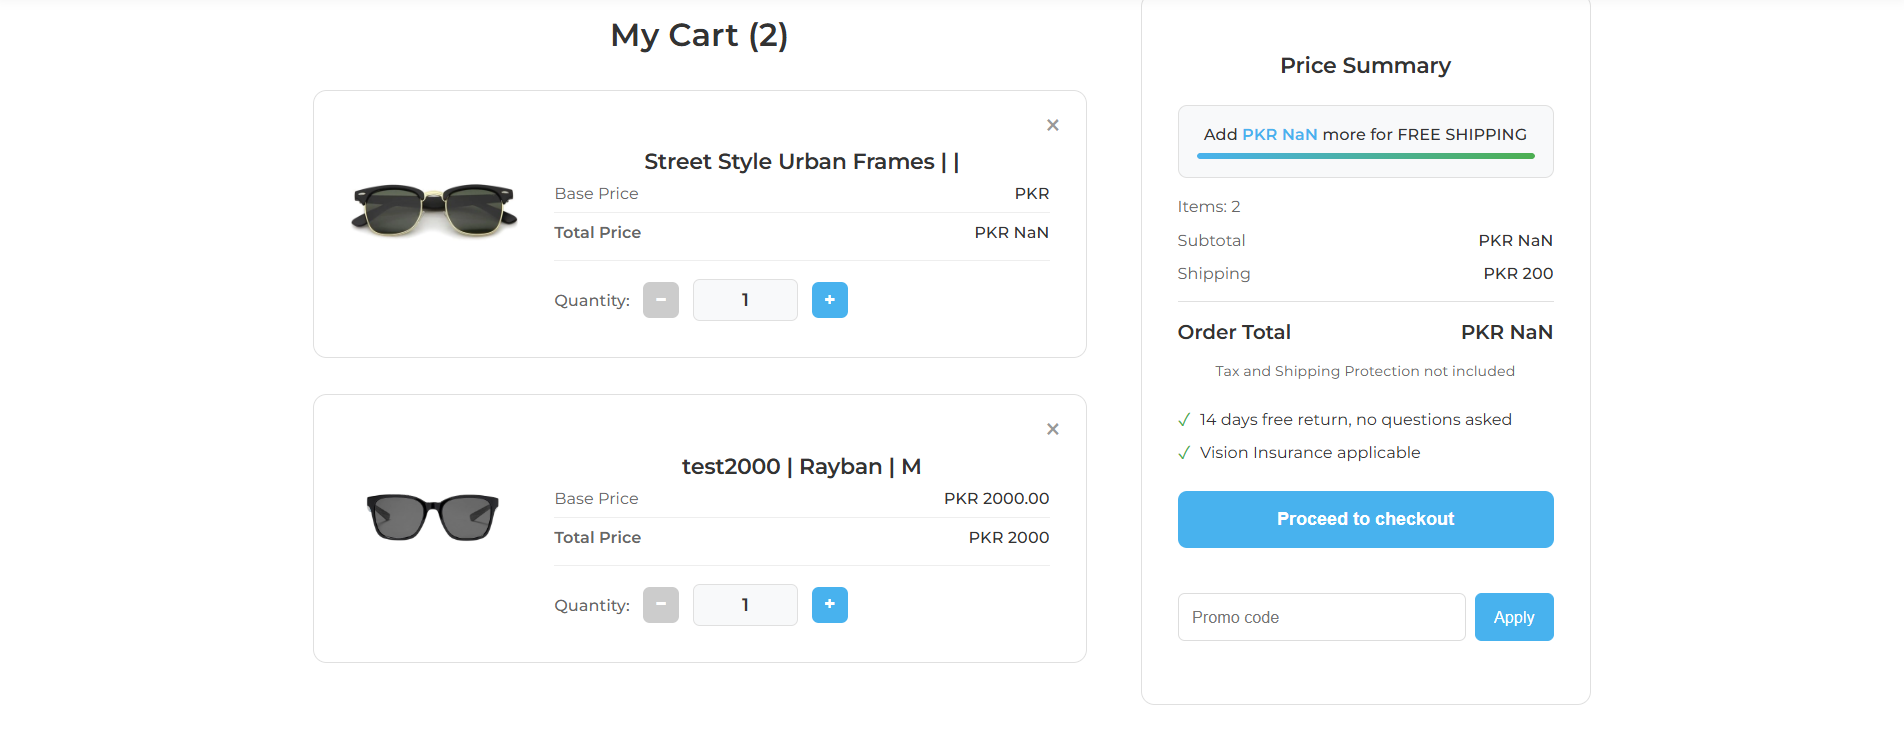 My Cart (2)
×
Street Style Urban Frames | |
Base Price PKR
Total Price PKR NaN
Quantity: − 1 +
×
test2000 | Rayban | M
Base Price PKR 2000.00
Total Price PKR 2000
Quantity: − 1 +
Price Summary
Add PKR NaN more for FREE SHIPPING
Items: 2
Subtotal PKR NaN
Shipping PKR 200
Order Total PKR NaN
Tax and Shipping Protection not included
✓ 14 days free return, no questions asked
✓ Vision Insurance applicable
Proceed to checkout
Promo code Apply